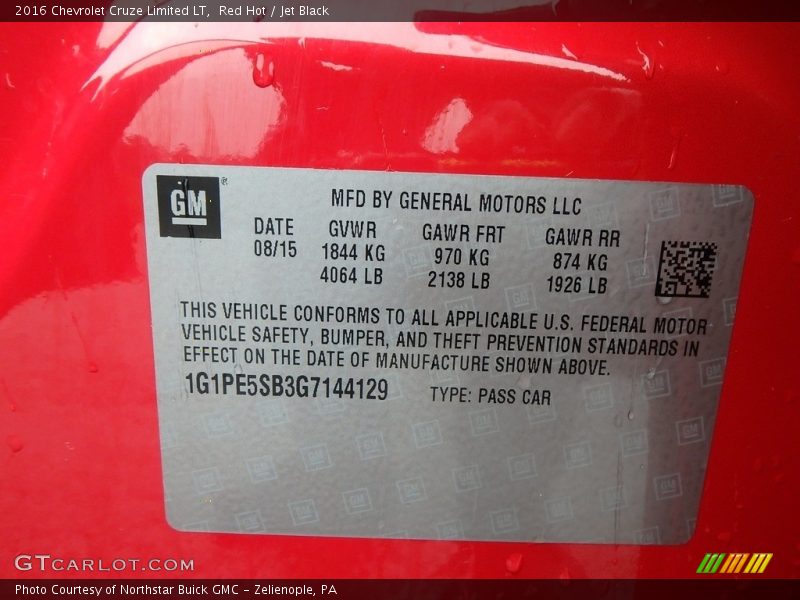 2016 Chevrolet Cruze Limited LT,  Red Hot / Jet Black
GM ®
MFD BY GENERAL MOTORS LLC
DATE GVWR GAWR FRT GAWR RR
08/15 1844 KG 970 KG 874 KG
4064 LB 2138 LB 1926 LB
THIS VEHICLE CONFORMS TO ALL APPLICABLE U.S. FEDERAL MOTOR
VEHICLE SAFETY, BUMPER, AND THEFT PREVENTION STANDARDS IN
EFFECT ON THE DATE OF MANUFACTURE SHOWN ABOVE.
1G1PE5SB3G7144129 TYPE: PASS CAR
GTCARLOT.COM
Photo Courtesy of Northstar Buick GMC - Zelienople, PA